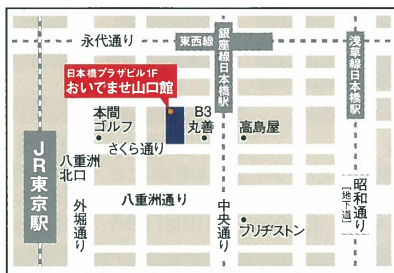 永代通り
東西線
銀座線日本橋駅
浅草線日本橋駅
日本橋プラザビル1F
おいでませ山口館
本間
ゴルフ
B3
丸善
高島屋
さくら通り
JR東京駅
八重洲
北口
外堀通り
八重洲通り
中央通り
ブリヂストン
昭和通り
[地下道]